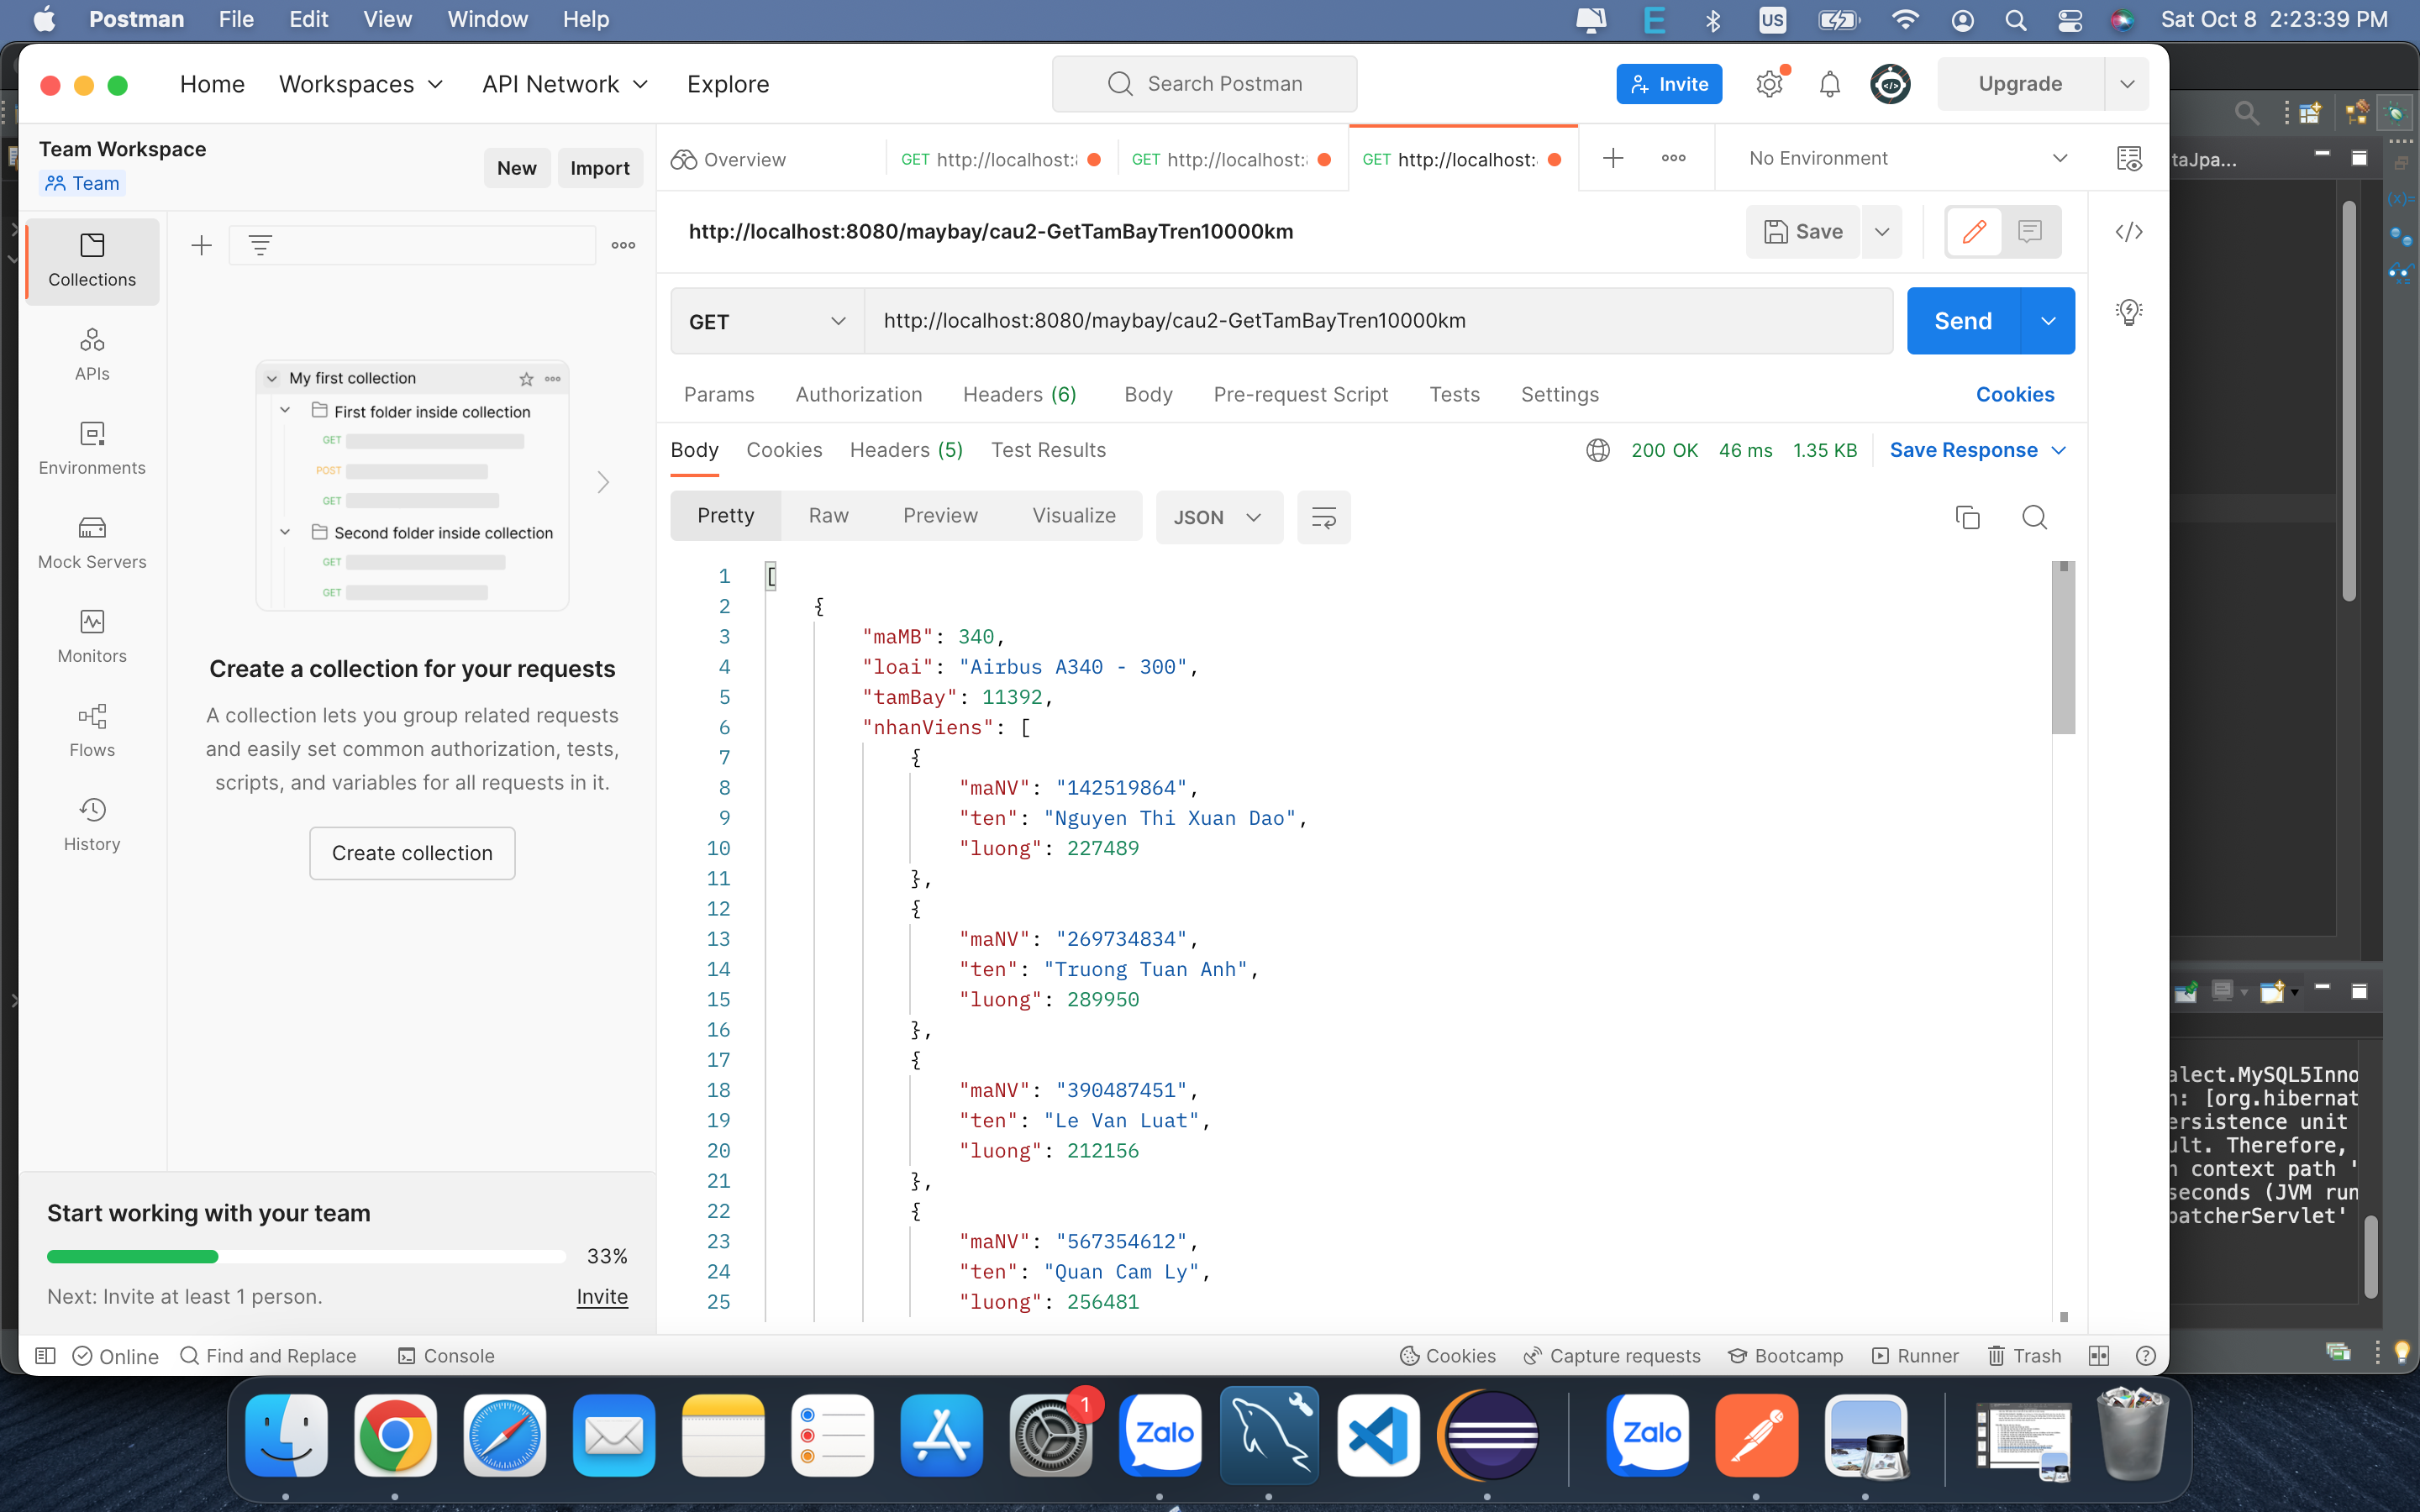 Postman File Edit View Window Help
US
Sat Oct 8 2:23:39 PM
Home Workspaces API Network Explore
Search Postman
Invite
Upgrade
Team Workspace
Team
New
Import
Overview
GET http://localhost:
GET http://localhost:
GET http://localhost:
No Environment
taJpa...
Collections
APIs
Environments
Mock Servers
Monitors
Flows
History
My first collection
First folder inside collection
GET
POST
GET
Second folder inside collection
GET
GET
Create a collection for your requests
A collection lets you group related requests
and easily set common authorization, tests,
scripts, and variables for all requests in it.
Create collection
Start working with your team
33%
Next: Invite at least 1 person.
Invite
http://localhost:8080/maybay/cau2-GetTamBayTren10000km
Save
GET
http://localhost:8080/maybay/cau2-GetTamBayTren10000km
Send
Params Authorization Headers (6) Body Pre-request Script Tests Settings
Cookies
Body Cookies Headers (5) Test Results
200 OK 46 ms 1.35 KB
Save Response
Pretty Raw Preview Visualize
JSON
1 [
2 {
3 "maMB": 340,
4 "loai": "Airbus A340 - 300",
5 "tamBay": 11392,
6 "nhanViens": [
7 {
8 "maNV": "142519864",
9 "ten": "Nguyen Thi Xuan Dao",
10 "luong": 227489
11 },
12 {
13 "maNV": "269734834",
14 "ten": "Truong Tuan Anh",
15 "luong": 289950
16 },
17 {
18 "maNV": "390487451",
19 "ten": "Le Van Luat",
20 "luong": 212156
21 },
22 {
23 "maNV": "567354612",
24 "ten": "Quan Cam Ly",
25 "luong": 256481
alect.MySQL5Inno
n: [org.hibernat
ersistence unit
ult. Therefore,
n context path '
seconds (JVM run
patcherServlet'
Online
Find and Replace
Console
Cookies
Capture requests
Bootcamp
Runner
Trash
1
Zalo
Zalo